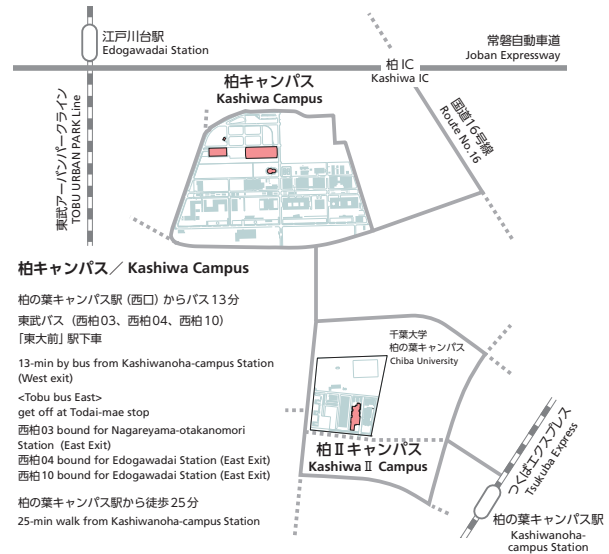 江戸川台駅
Edogawadai Station
常磐自動車道
Joban Expressway
柏IC
Kashiwa IC
柏キャンパス
Kashiwa Campus
国道16号線
Route No.16
東武アーバンパークライン
TOBU URBAN PARK Line
柏キャンパス／ Kashiwa Campus
柏の葉キャンパス駅（西口）からバス13分
東武バス（西柏03、西柏04、西柏10）
「東大前」駅下車
13-min by bus from Kashiwanoha-campus Station
(West exit)
<Tobu bus East>
get off at Todai-mae stop
西柏03 bound for Nagareyama-otakanomori
Station (East Exit)
西柏04 bound for Edogawadai Station (East Exit)
西柏10 bound for Edogawadai Station (East Exit)
柏の葉キャンパス駅から徒歩25分
25-min walk from Kashiwanoha-campus Station
千葉大学
柏の葉キャンパス
Chiba University
柏Ⅱキャンパス
Kashiwa Ⅱ Campus
つくばエクスプレス
Tsukuba Express
柏の葉キャンパス駅
Kashiwanoha-
campus Station